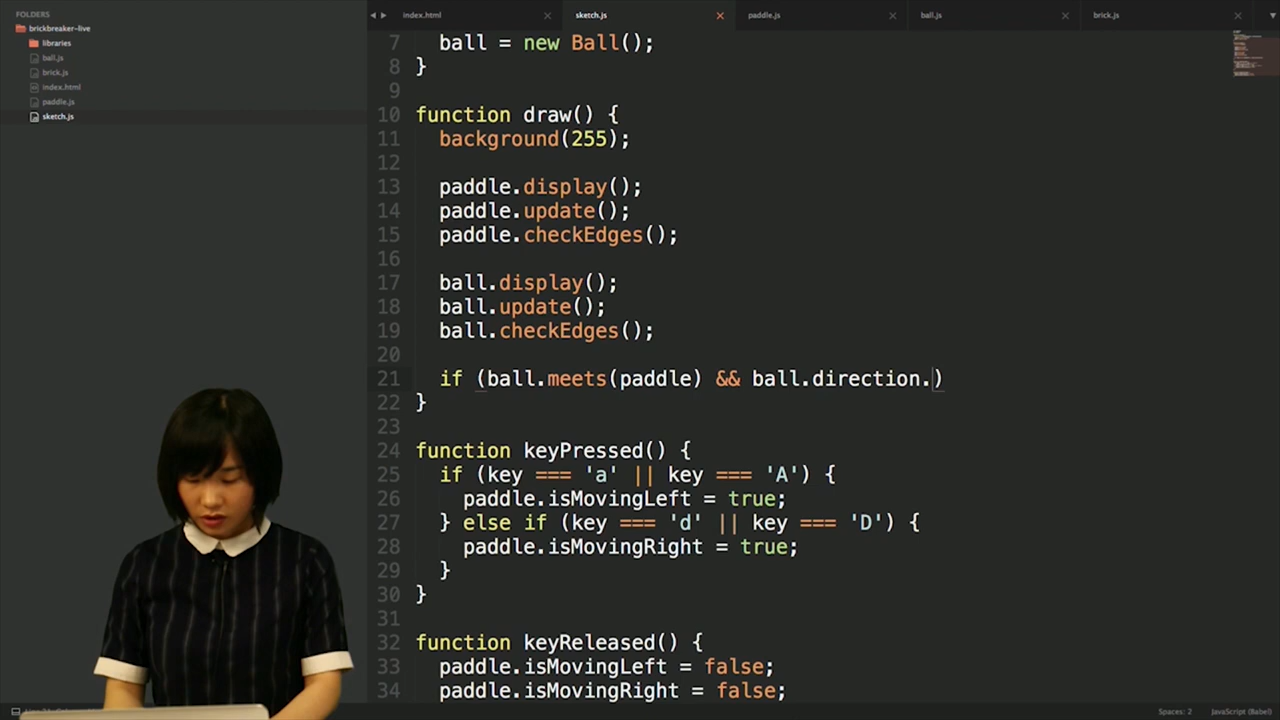 FOLDERS
brickbreaker-live
libraries
ball.js
brick.js
index.html
paddle.js
sketch.js
index.html
sketch.js
paddle.js
ball.js
brick.js
7 ball = new Ball();
8 }
9
10 function draw() {
11 background(255);
12
13 paddle.display();
14 paddle.update();
15 paddle.checkEdges();
16
17 ball.display();
18 ball.update();
19 ball.checkEdges();
20
21 if (ball.meets(paddle) && ball.direction.)
22 }
23
24 function keyPressed() {
25 if (key === 'a' || key === 'A') {
26 paddle.isMovingLeft = true;
27 } else if (key === 'd' || key === 'D') {
28 paddle.isMovingRight = true;
29 }
30 }
31
32 function keyReleased() {
33 paddle.isMovingLeft = false;
34 paddle.isMovingRight = false;
Spaces: 2 JavaScript (Babel)